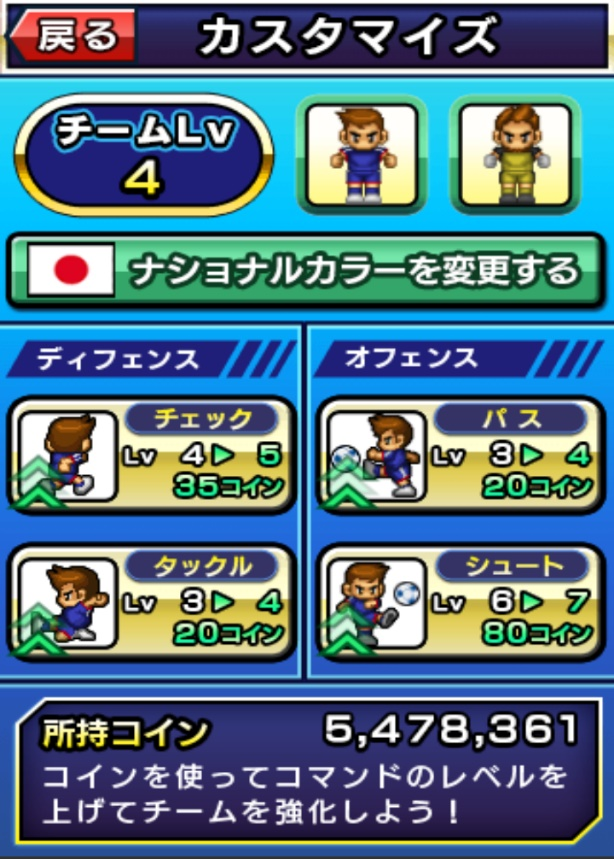 戻る
カスタマイズ
チームLv
4
ナショナルカラーを変更する
ディフェンス
チェック
Lv 4▶5
35コイン
タックル
Lv 3▶4
20コイン
オフェンス
パス
Lv 3▶4
20コイン
シュート
Lv 6▶7
80コイン
所持コイン 5,478,361
コインを使ってコマンドのレベルを
上げてチームを強化しよう！